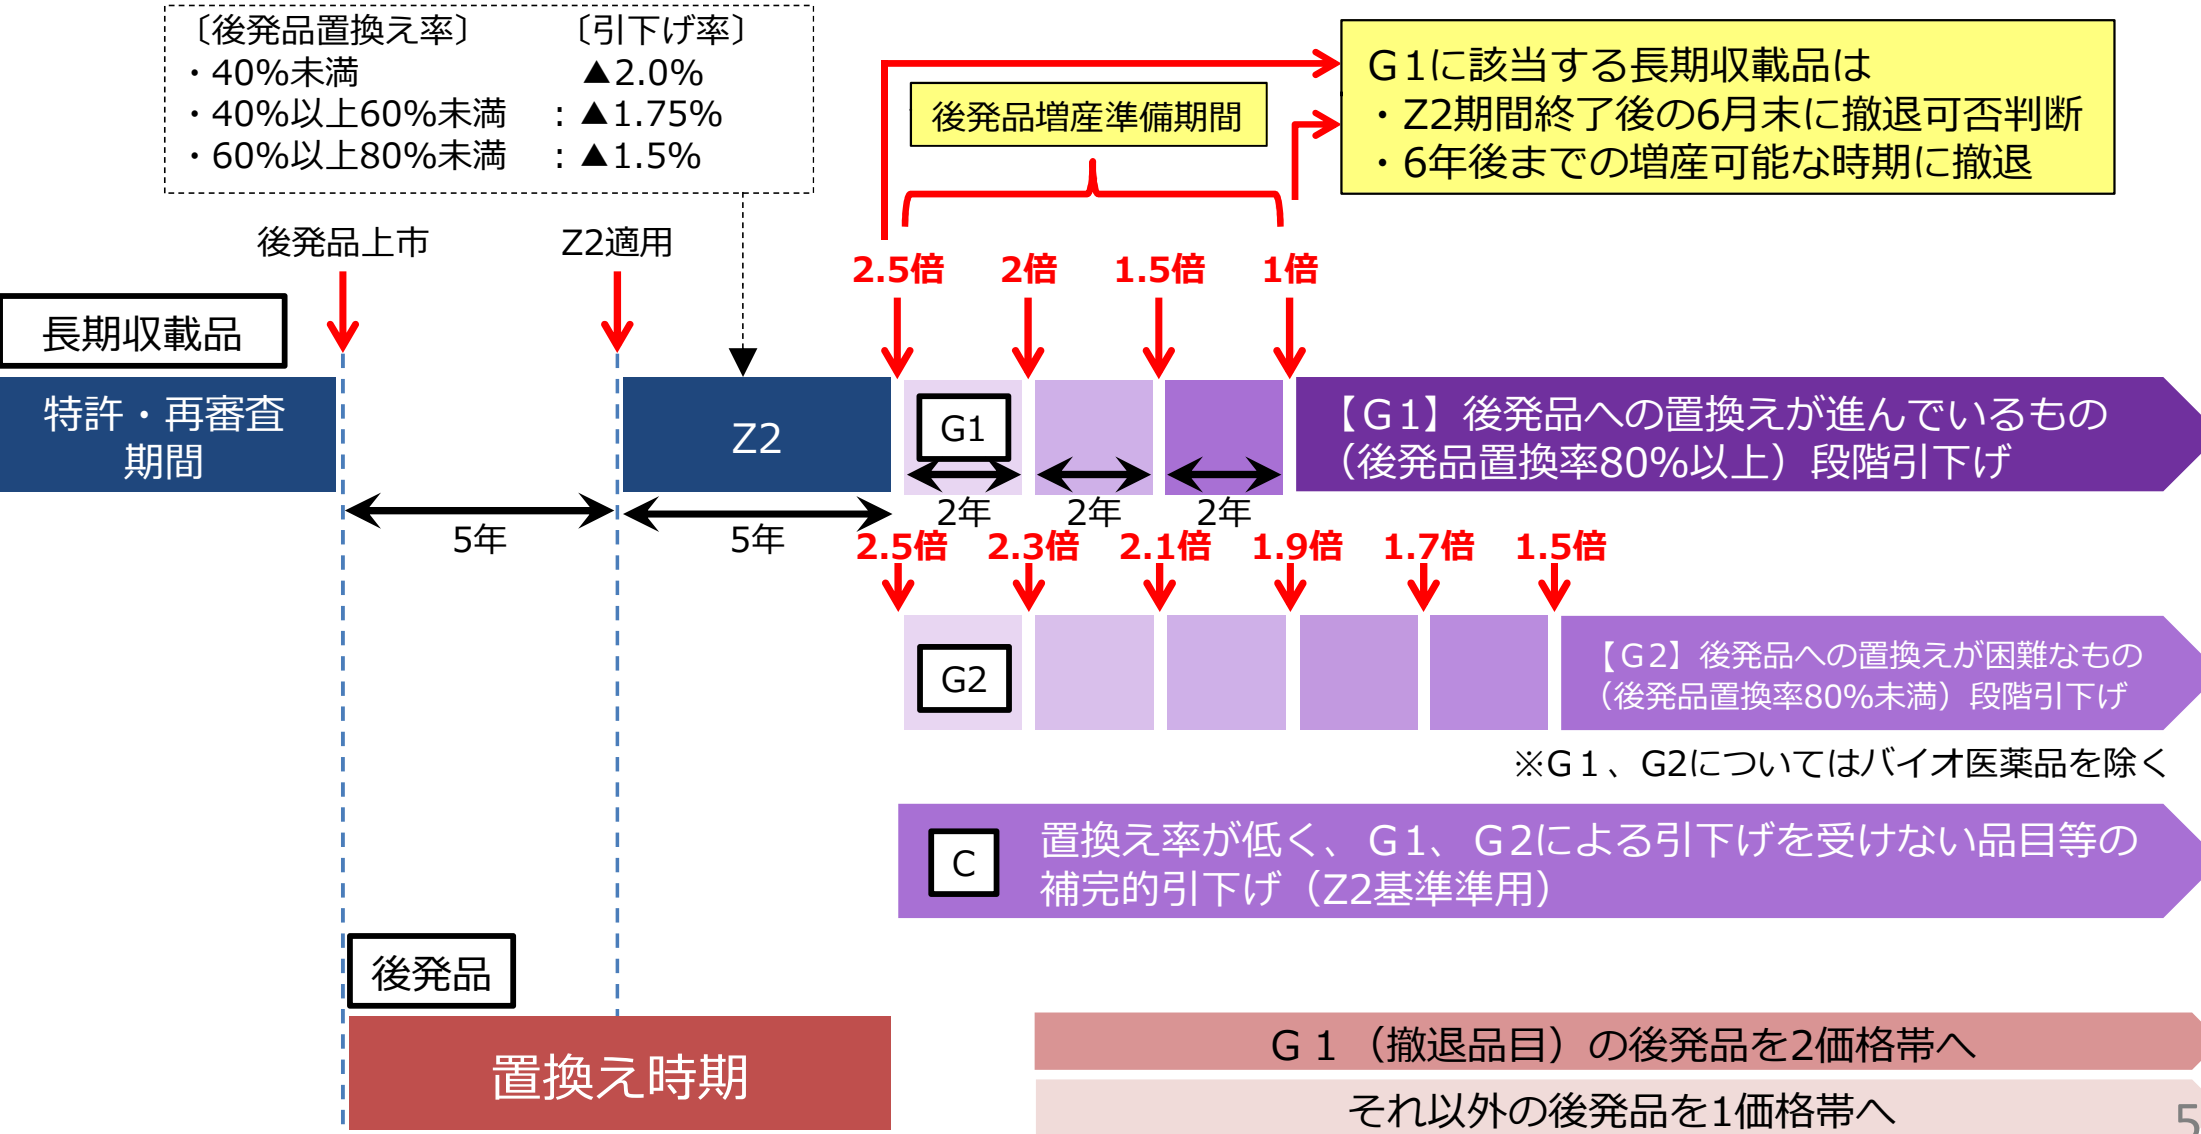 〔後発品置換え率〕 〔引下げ率〕
・40%未満 ▲2.0%
・40%以上60%未満 : ▲1.75%
・60%以上80%未満 : ▲1.5%
G1に該当する長期収載品は
・Z2期間終了後の6月末に撤退可否判断
・6年後までの増産可能な時期に撤退
後発品増産準備期間
後発品上市
Z2適用
2.5倍 2倍 1.5倍 1倍
長期収載品
特許・再審査
期間
Z2
G1
【G1】後発品への置換えが進んでいるもの
（後発品置換率80%以上）段階引下げ
5年
5年
2年 2年 2年
2.5倍 2.3倍 2.1倍 1.9倍 1.7倍 1.5倍
G2
【G2】後発品への置換えが困難なもの
（後発品置換率80%未満）段階引下げ
※G１、G2についてはバイオ医薬品を除く
C
置換え率が低く、G1、G2による引下げを受けない品目等の
補完的引下げ（Z2基準準用）
後発品
置換え時期
G１（撤退品目）の後発品を2価格帯へ
それ以外の後発品を1価格帯へ
5